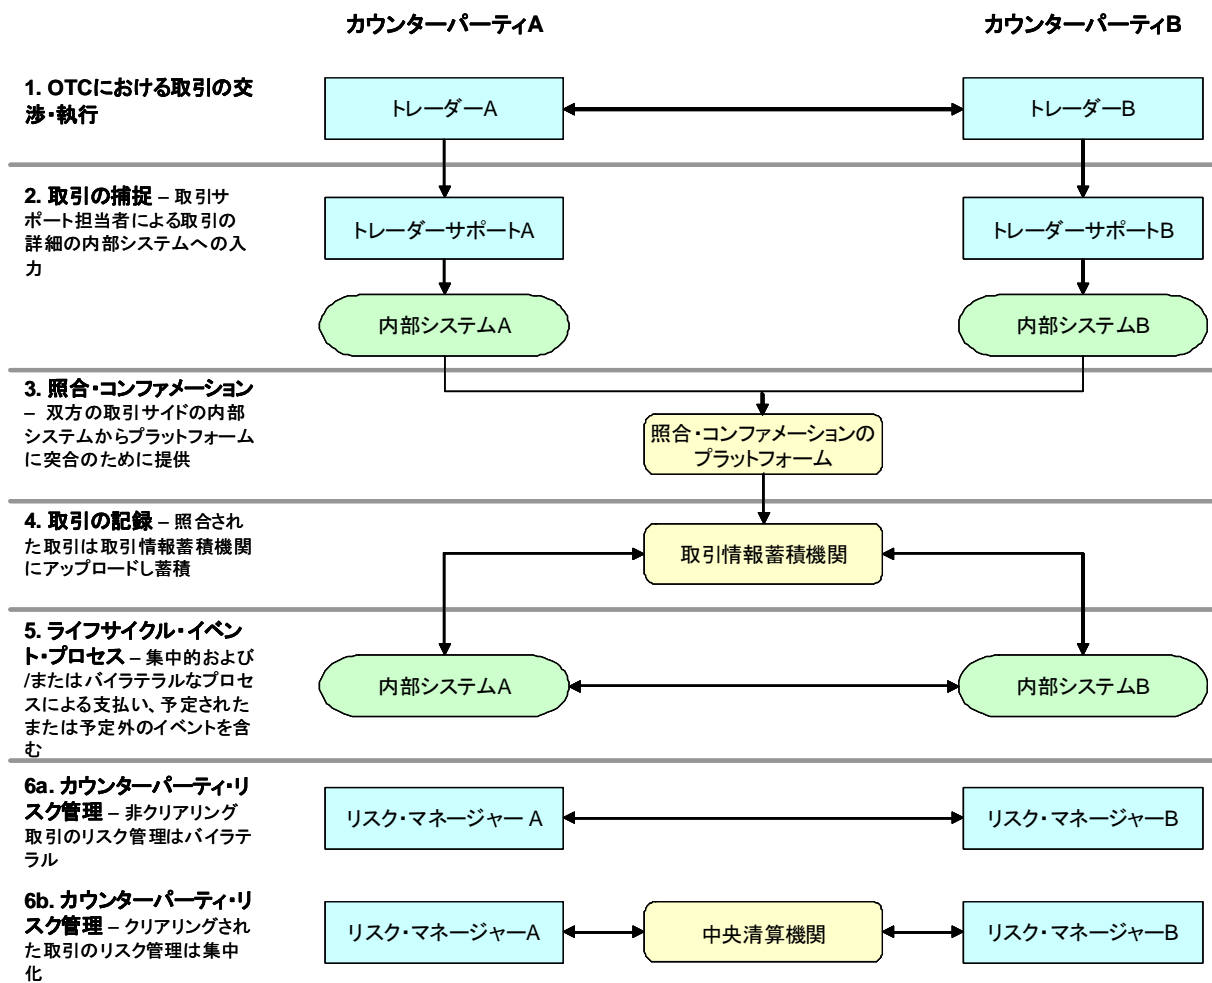 カウンターパーティA
カウンターパーティB
1. OTCにおける取引の交
渉・執行
トレーダーA
トレーダーB
2. 取引の捕捉 – 取引サ
ポート担当者による取引の
詳細の内部システムへの入
力
トレーダーサポートA
トレーダーサポートB
内部システムA
内部システムB
3. 照合・コンファメーション
– 双方の取引サイドの内部
システムからプラットフォーム
に突合のために提供
照合・コンファメーションの
プラットフォーム
4. 取引の記録 – 照合され
た取引は取引情報蓄積機関
にアップロードし蓄積
取引情報蓄積機関
5. ライフサイクル・イベン
ト・プロセス – 集中的および
/またはバイラテラルなプロセ
スによる支払い、予定された
または予定外のイベントを含
む
内部システムA
内部システムB
6a. カウンターパーティ・リ
スク管理 – 非クリアリング
取引のリスク管理はバイラテ
ラル
リスク・マネージャー A
リスク・マネージャーB
6b. カウンターパーティ・リ
スク管理 – クリアリングされ
た取引のリスク管理は集中
化
リスク・マネージャーA
中央清算機関
リスク・マネージャーB